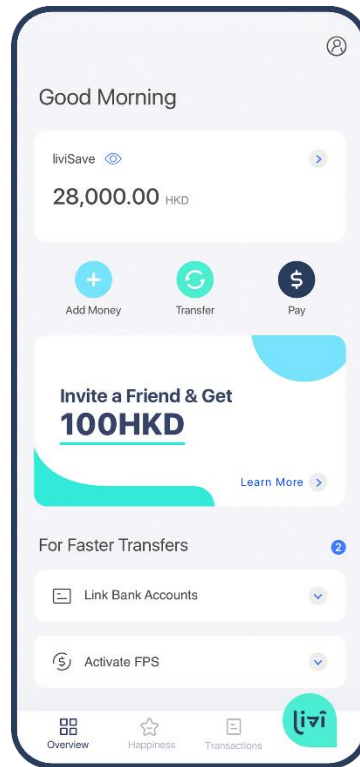 Good Morning
liviSave
28,000.00 HKD
Add Money
Transfer
Pay
Invite a Friend & Get
100HKD
Learn More
For Faster Transfers
2
Link Bank Accounts
Activate FPS
Overview
Happiness
Transactions
livi